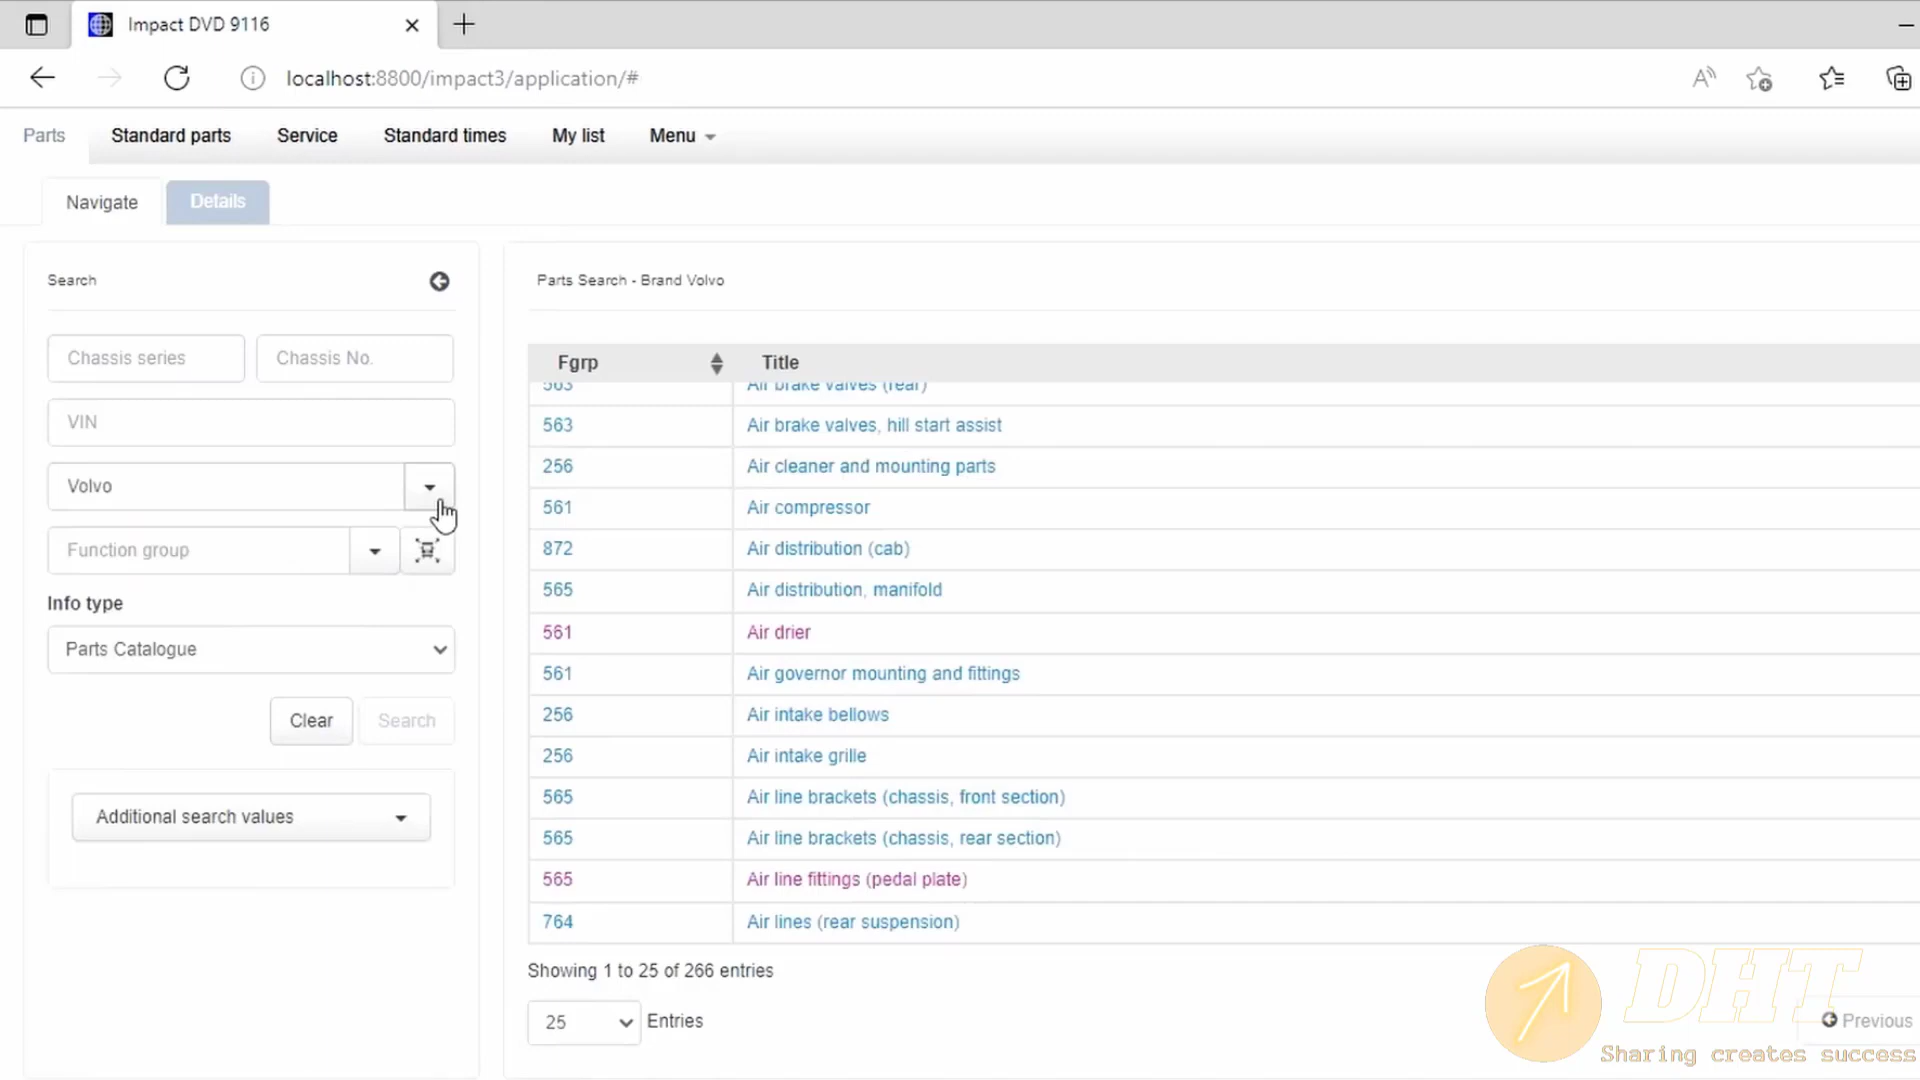 Impact DVD 9116
localhost:8800/impact3/application/#
Parts Standard parts Service Standard times My list Menu
Navigate Details
Search
Chassis series Chassis No.
VIN
Volvo
Function group
Info type
Parts Catalogue
Clear Search
Additional search values
Parts Search - Brand Volvo
Fgrp Title
563 Air brake valves (rear)
563 Air brake valves, hill start assist
256 Air cleaner and mounting parts
561 Air compressor
872 Air distribution (cab)
565 Air distribution, manifold
561 Air drier
561 Air governor mounting and fittings
256 Air intake bellows
256 Air intake grille
565 Air line brackets (chassis, front section)
565 Air line brackets (chassis, rear section)
565 Air line fittings (pedal plate)
764 Air lines (rear suspension)
Showing 1 to 25 of 266 entries
25 Entries
Previous
DHT
Sharing creates success